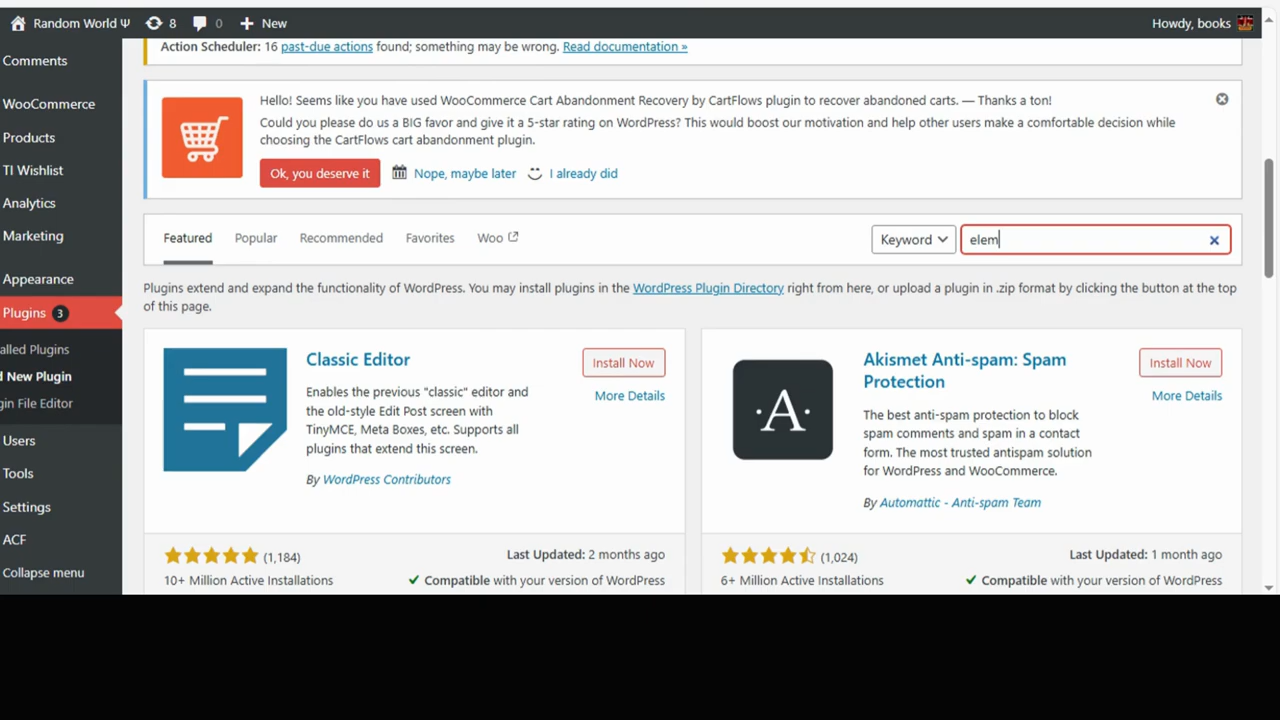 Random World Ψ 8 0 New Howdy, books
Action Scheduler: 16 past-due actions found; something may be wrong. Read documentation »
Hello! Seems like you have used WooCommerce Cart Abandonment Recovery by CartFlows plugin to recover abandoned carts. — Thanks a ton!
Could you please do us a BIG favor and give it a 5-star rating on WordPress? This would boost our motivation and help other users make a comfortable decision while
choosing the CartFlows cart abandonment plugin.
Ok, you deserve it Nope, maybe later I already did
Comments
WooCommerce
Products
TI Wishlist
Analytics
Marketing
Appearance
Plugins 3
alled Plugins
d New Plugin
gin File Editor
Users
Tools
Settings
ACF
Collapse menu
Featured Popular Recommended Favorites Woo Keyword elem
Plugins extend and expand the functionality of WordPress. You may install plugins in the WordPress Plugin Directory right from here, or upload a plugin in .zip format by clicking the button at the top
of this page.
Classic Editor
Install Now
More Details
Enables the previous "classic" editor and
the old-style Edit Post screen with
TinyMCE, Meta Boxes, etc. Supports all
plugins that extend this screen.
By WordPress Contributors
(1,184)
Last Updated: 2 months ago
10+ Million Active Installations
Compatible with your version of WordPress
·A·
Akismet Anti-spam: Spam
Protection
Install Now
More Details
The best anti-spam protection to block
spam comments and spam in a contact
form. The most trusted antispam solution
for WordPress and WooCommerce.
By Automattic - Anti-spam Team
(1,024)
Last Updated: 1 month ago
6+ Million Active Installations
Compatible with your version of WordPress